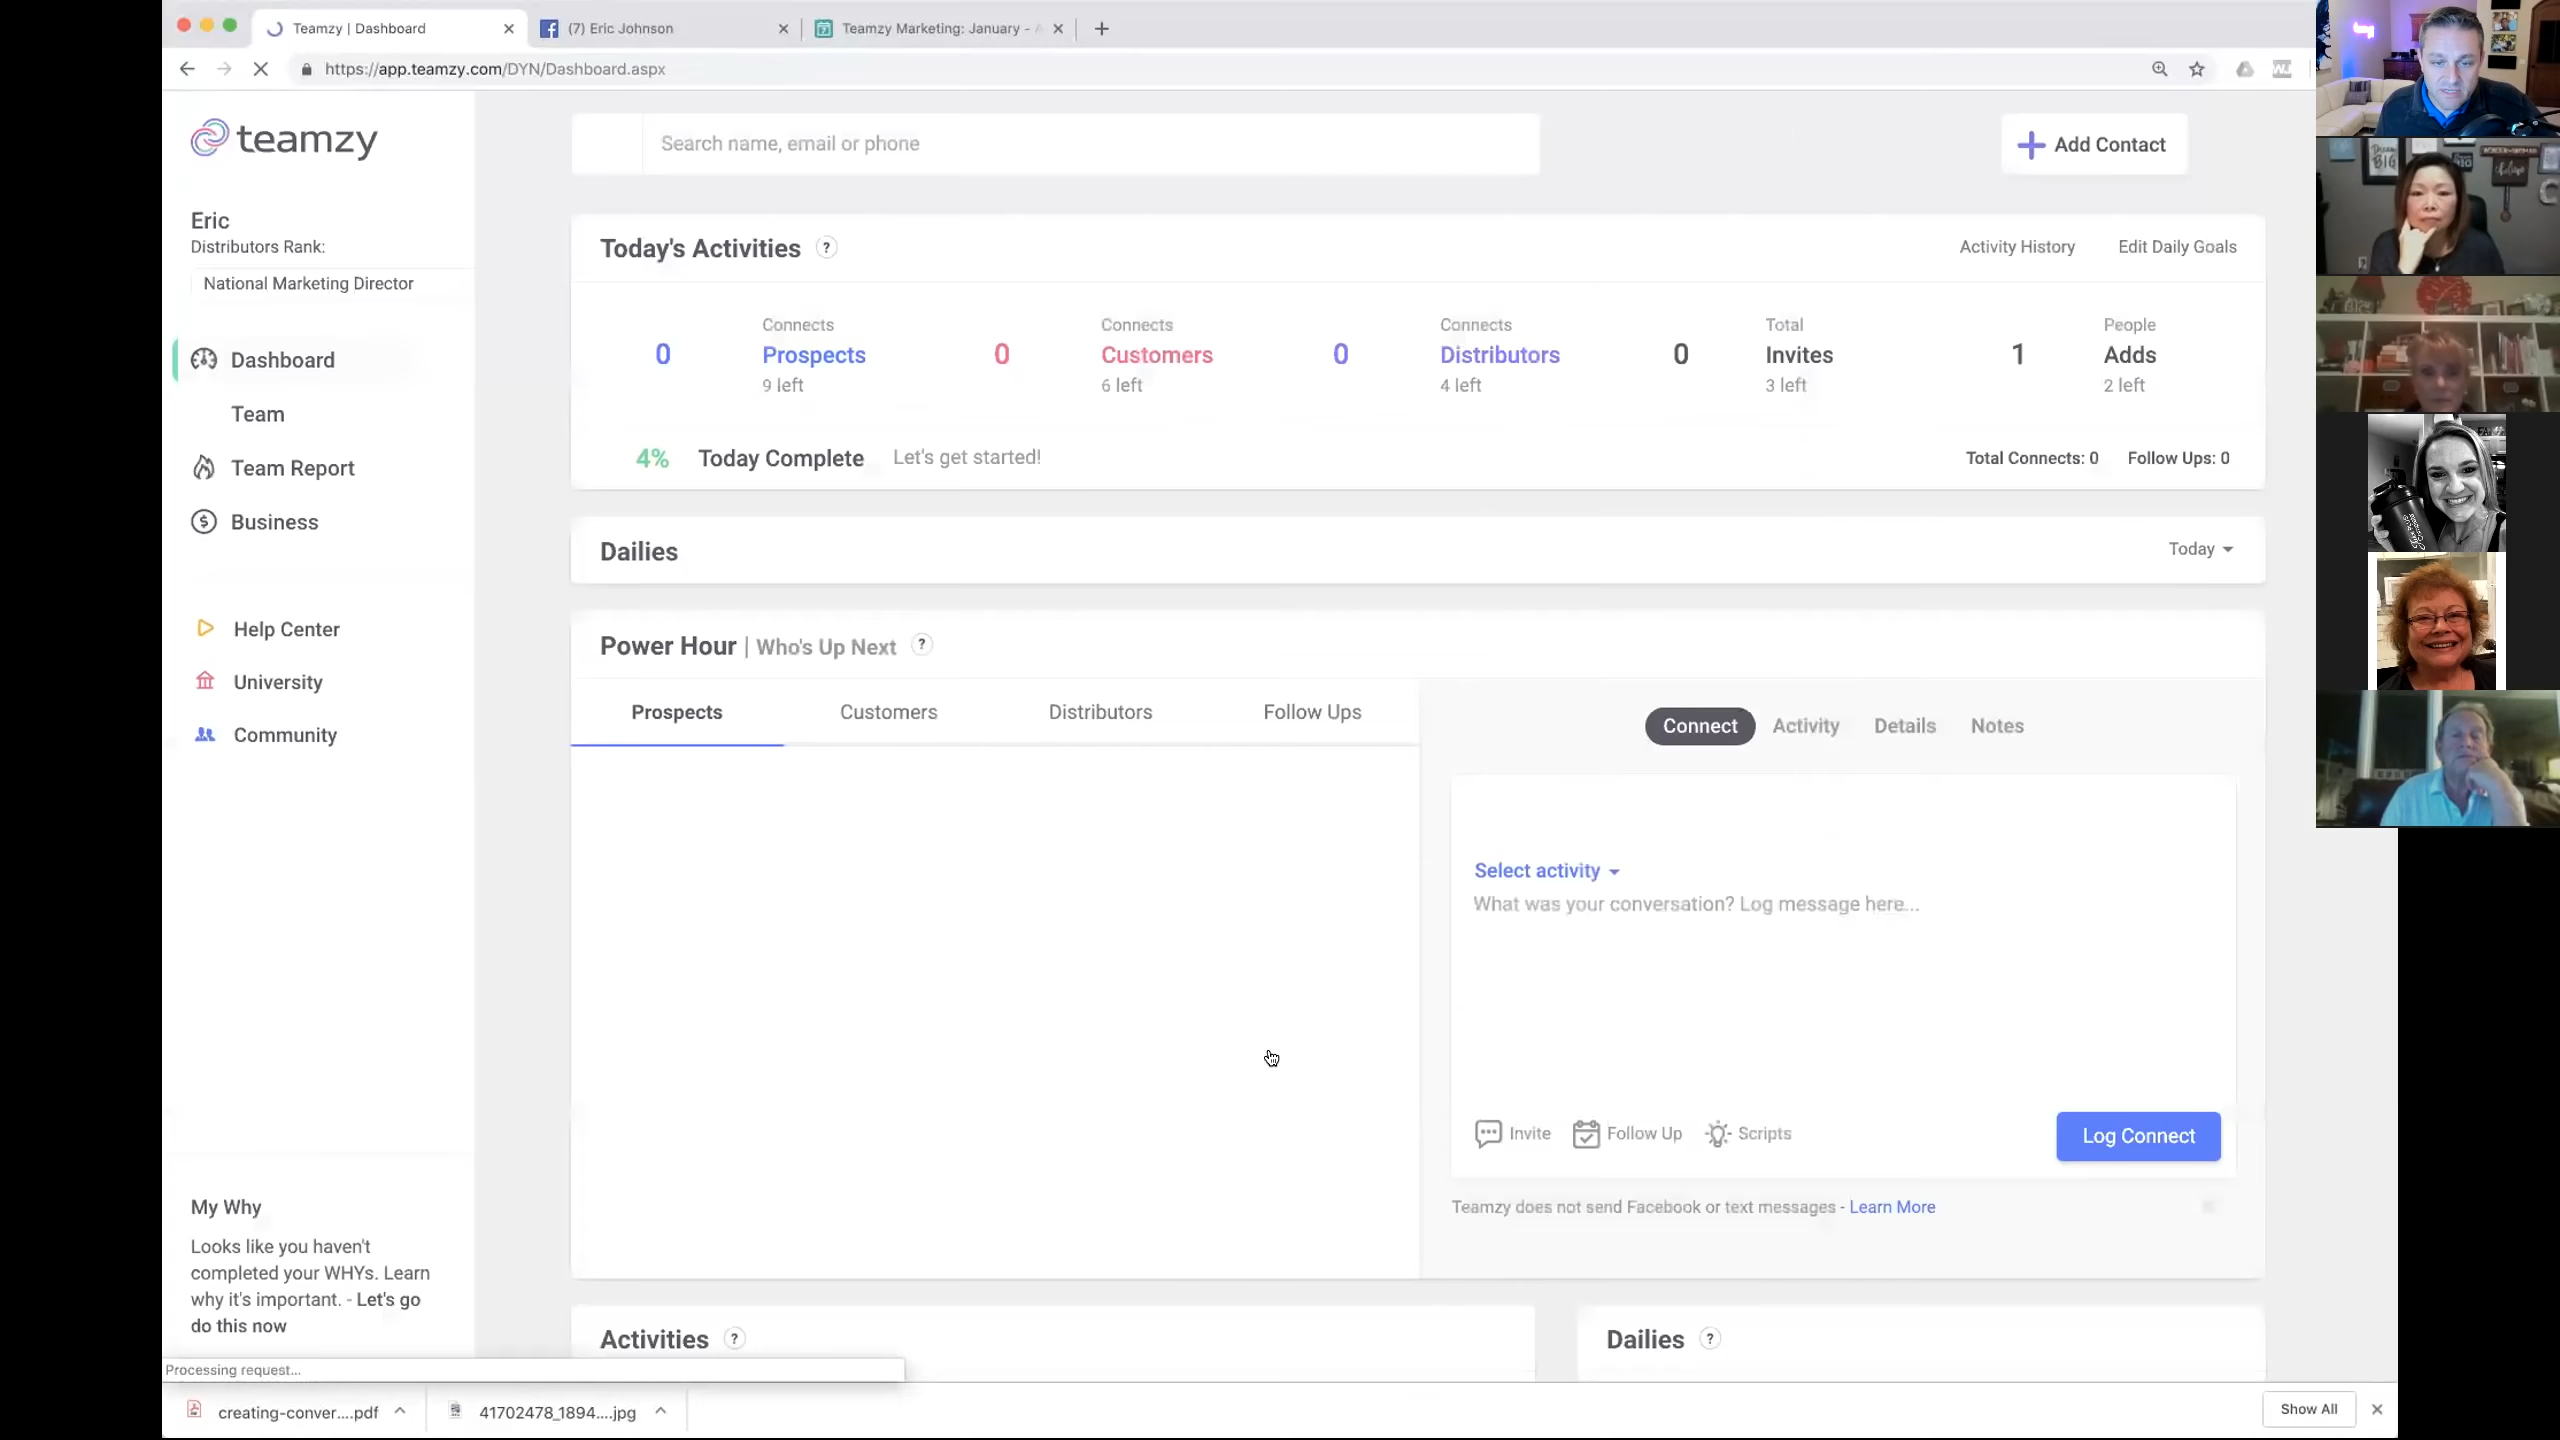 Teamzy | Dashboard
(7) Eric Johnson
Teamzy Marketing: January -
https://app.teamzy.com/DYN/Dashboard.aspx
teamzy
Search name, email or phone
Add Contact
Eric
Distributors Rank:
National Marketing Director
Dashboard
Team
Team Report
Business
Help Center
University
Community
Today's Activities ?
Activity History
Edit Daily Goals
0 Connects Prospects 9 left
0 Connects Customers 6 left
0 Connects Distributors 4 left
0 Total Invites 3 left
1 People Adds 2 left
4% Today Complete Let's get started!
Total Connects: 0 Follow Ups: 0
Dailies
Today
Power Hour | Who's Up Next ?
Prospects Customers Distributors Follow Ups
Connect Activity Details Notes
Select activity
What was your conversation? Log message here...
Invite Follow Up Scripts
Log Connect
Teamzy does not send Facebook or text messages - Learn More
My Why
Looks like you haven't
completed your WHYs. Learn
why it's important. - Let's go
do this now
Activities ?
Dailies ?
Processing request...
creating-conver....pdf
41702478_1894....jpg
Show All
DREAM BIG